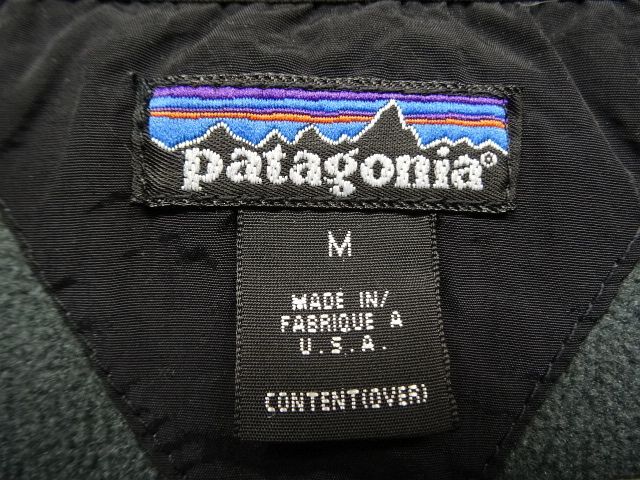 patagonia®
M
MADE IN/
FABRIQUE A
U.S.A.
CONTENT(OVER)